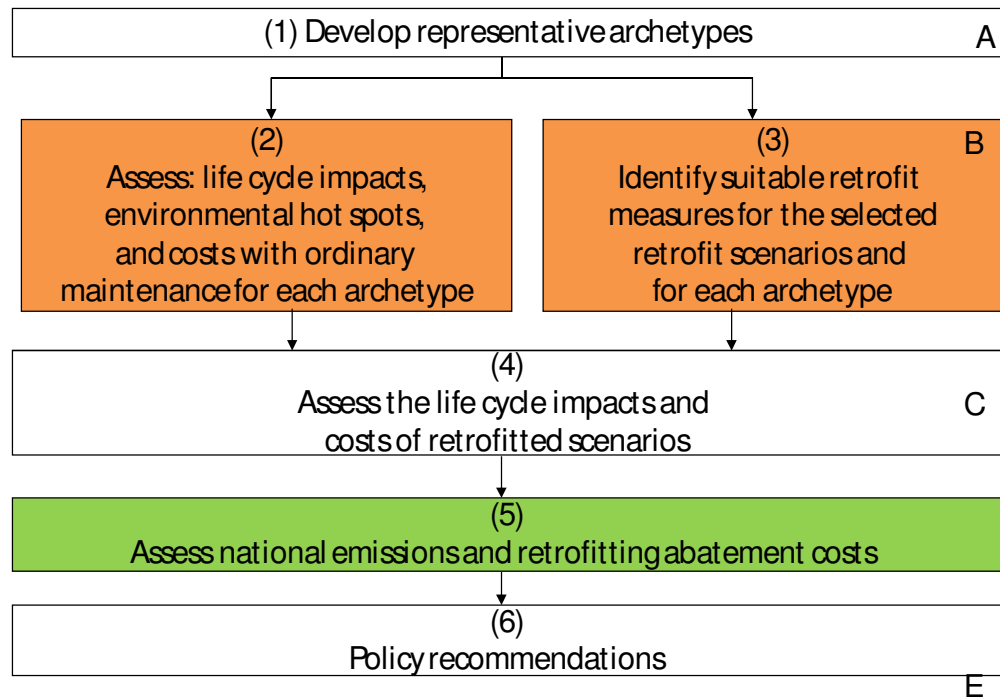 (1) Develop representative archetypes
A
(2)
Assess: life cycle impacts,
environmental hot spots,
and costs with ordinary
maintenance for each archetype
(3)
B
Identify suitable retrofit
measures for the selected
retrofit scenarios and
for each archetype
(4)
Assess the life cycle impacts and
C
costs of retrofitted scenarios
(5)
Assess national emissions and retrofitting abatement costs
(6)
Policy recommendations
E